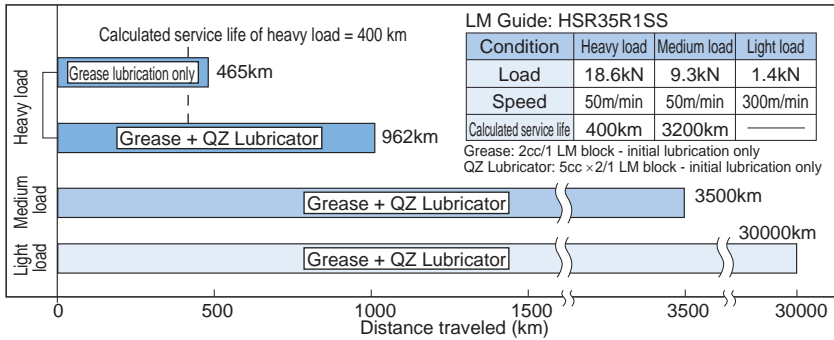 LM Guide: HSR35R1SS
Condition Heavy load Medium load Light load
Load 18.6kN 9.3kN 1.4kN
Speed 50m/min 50m/min 300m/min
Calculated service life 400km 3200km ———
Grease: 2cc/1 LM block - initial lubrication only
QZ Lubricator: 5cc ×2/1 LM block - initial lubrication only
Calculated service life of heavy load = 400 km
Heavy load
Grease lubrication only 465km
Grease + QZ Lubricator 962km
Medium
load
Grease + QZ Lubricator 3500km
Light
load
Grease + QZ Lubricator 30000km
0 500 1000 1500 3500 30000
Distance traveled (km)